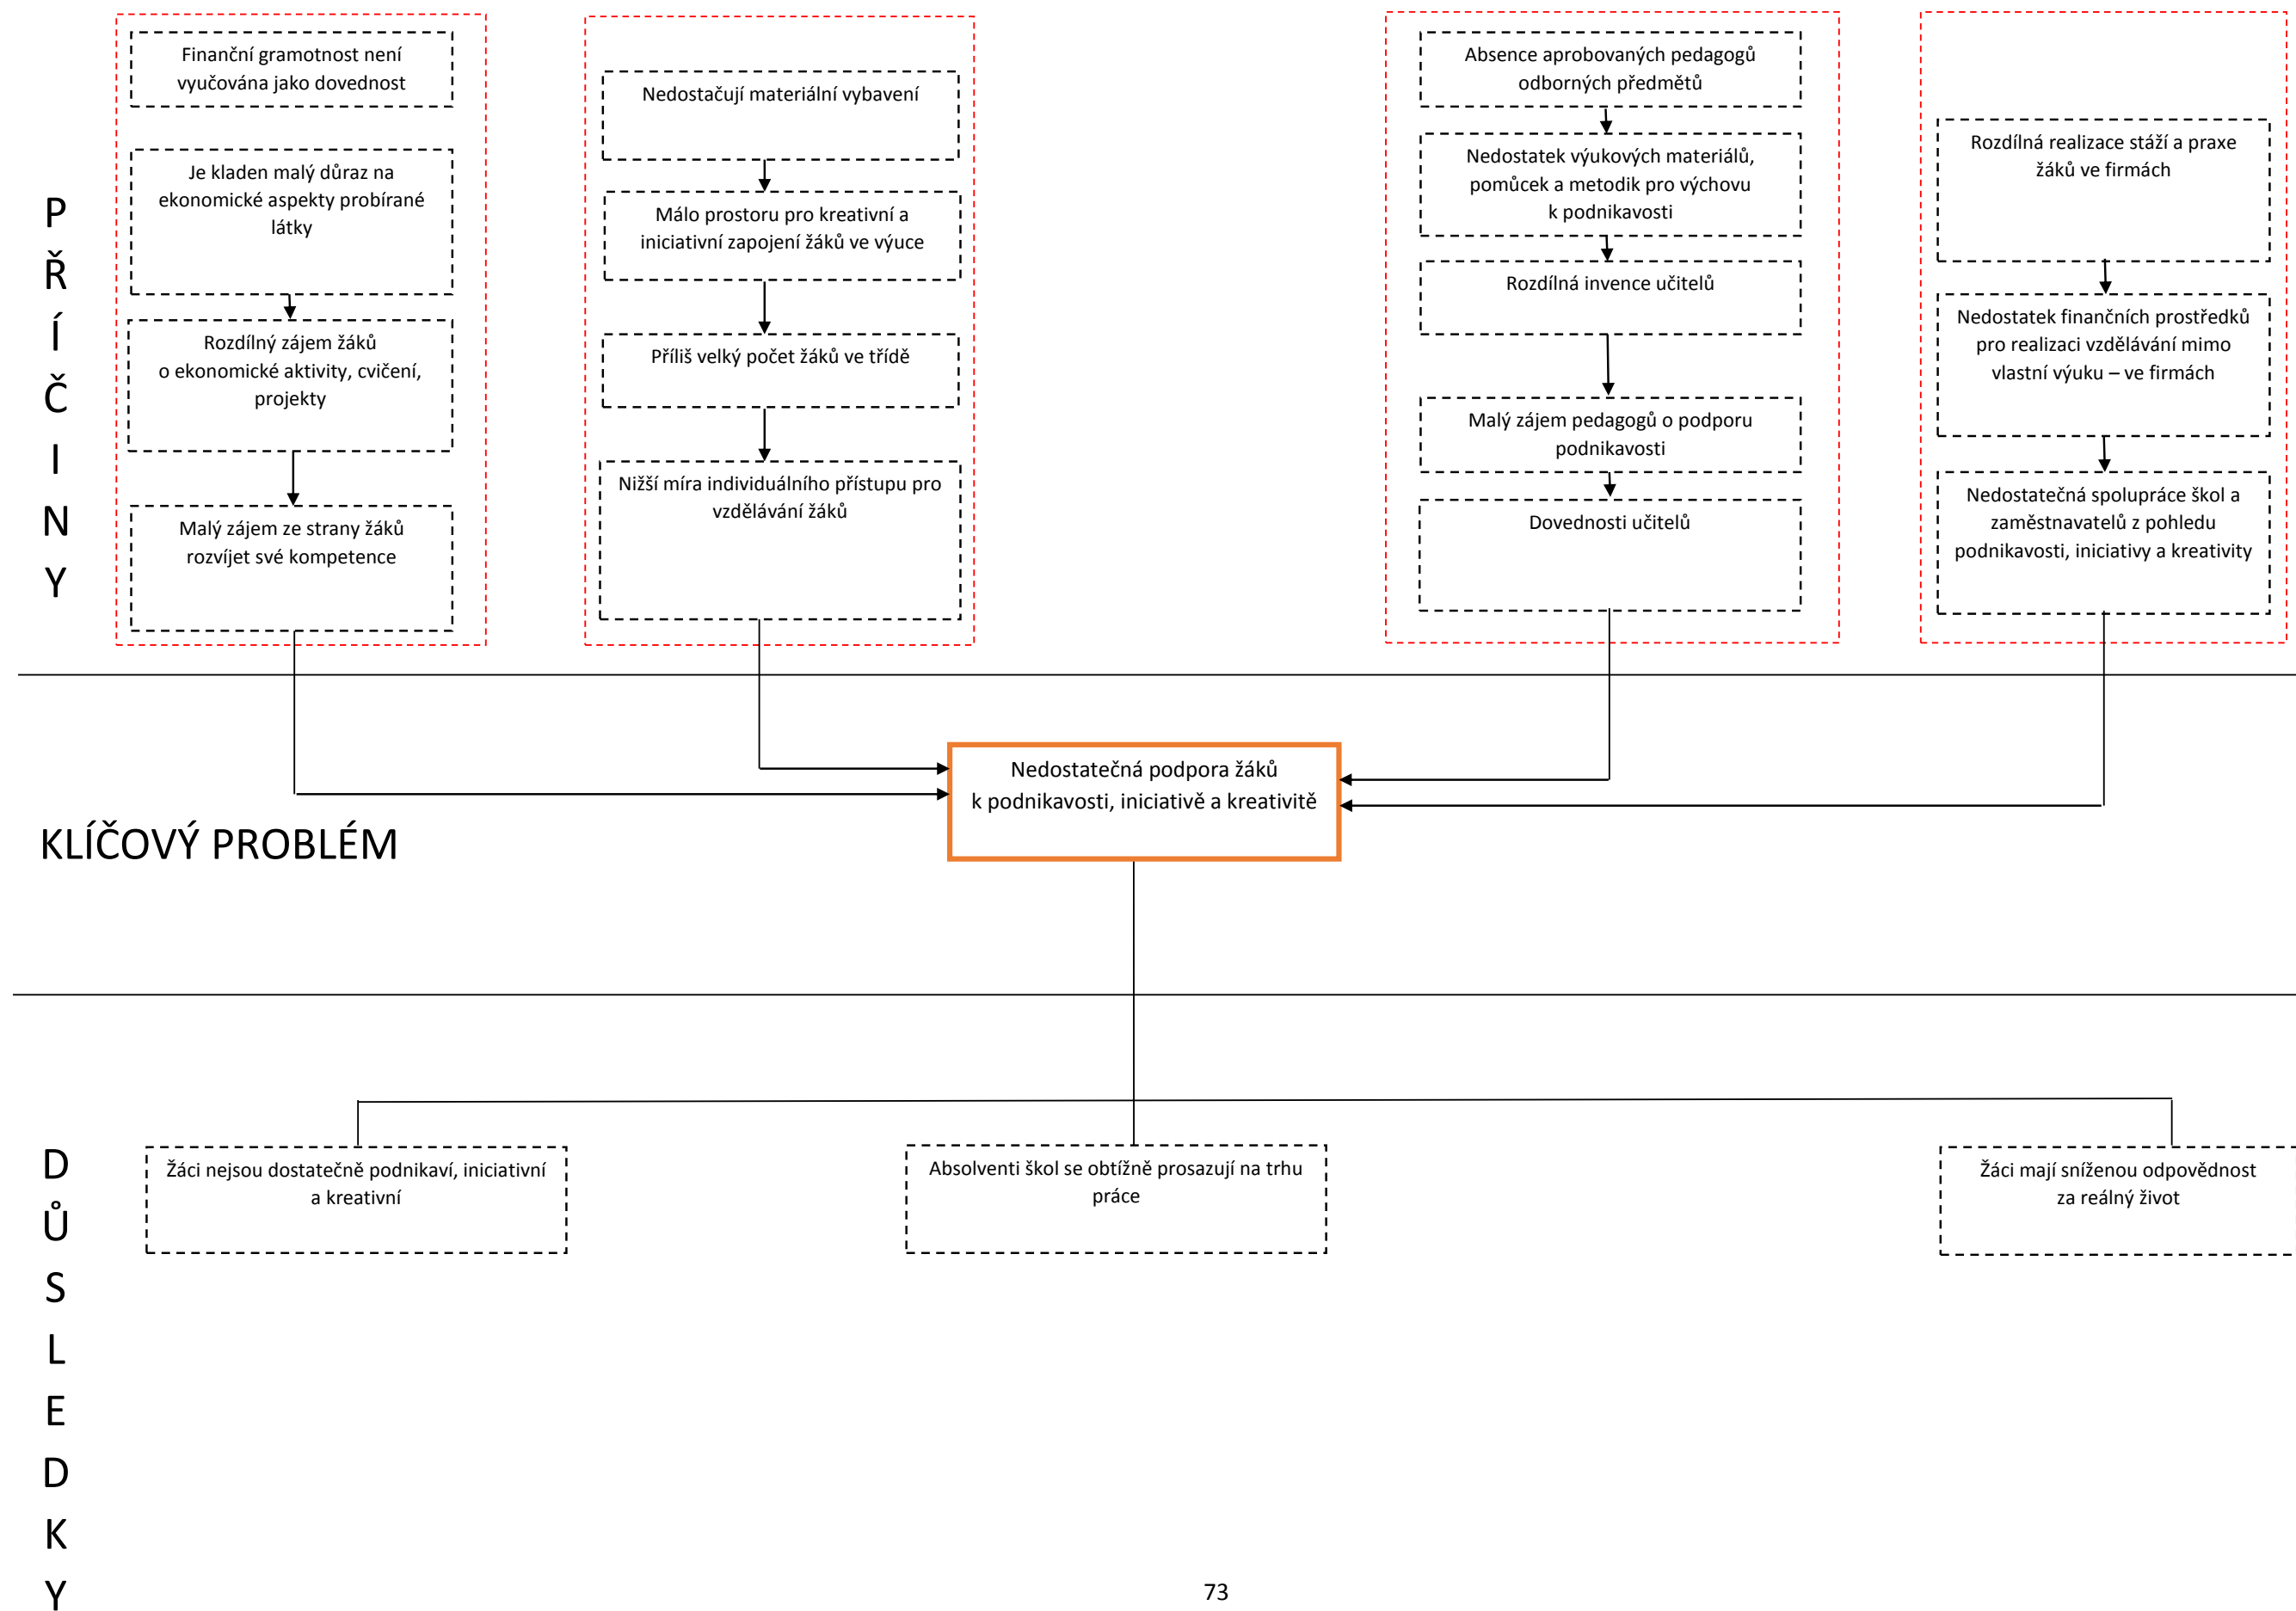 P
Ř
Í
Č
I
N
Y
Finanční gramotnost není
vyučována jako dovednost
Je kladen malý důraz na
ekonomické aspekty probírané
látky
Rozdílný zájem žáků
o ekonomické aktivity, cvičení,
projekty
Malý zájem ze strany žáků
rozvíjet své kompetence
Nedostačují materiální vybavení
Málo prostoru pro kreativní a
iniciativní zapojení žáků ve výuce
Příliš velký počet žáků ve třídě
Nižší míra individuálního přístupu pro
vzdělávání žáků
Absence aprobovaných pedagogů
odborných předmětů
Nedostatek výukových materiálů,
pomůcek a metodik pro výchovu
k podnikavosti
Rozdílná invence učitelů
Malý zájem pedagogů o podporu
podnikavosti
Dovednosti učitelů
Rozdílná realizace stáží a praxe
žáků ve firmách
Nedostatek finančních prostředků
pro realizaci vzdělávání mimo
vlastní výuku – ve firmách
Nedostatečná spolupráce škol a
zaměstnavatelů z pohledu
podnikavosti, iniciativy a kreativity
KLÍČOVÝ PROBLÉM
Nedostatečná podpora žáků
k podnikavosti, iniciativě a kreativitě
D
Ů
S
L
E
D
K
Y
Žáci nejsou dostatečně podnikaví, iniciativní
a kreativní
Absolventi škol se obtížně prosazují na trhu
práce
Žáci mají sníženou odpovědnost
za reálný život
73